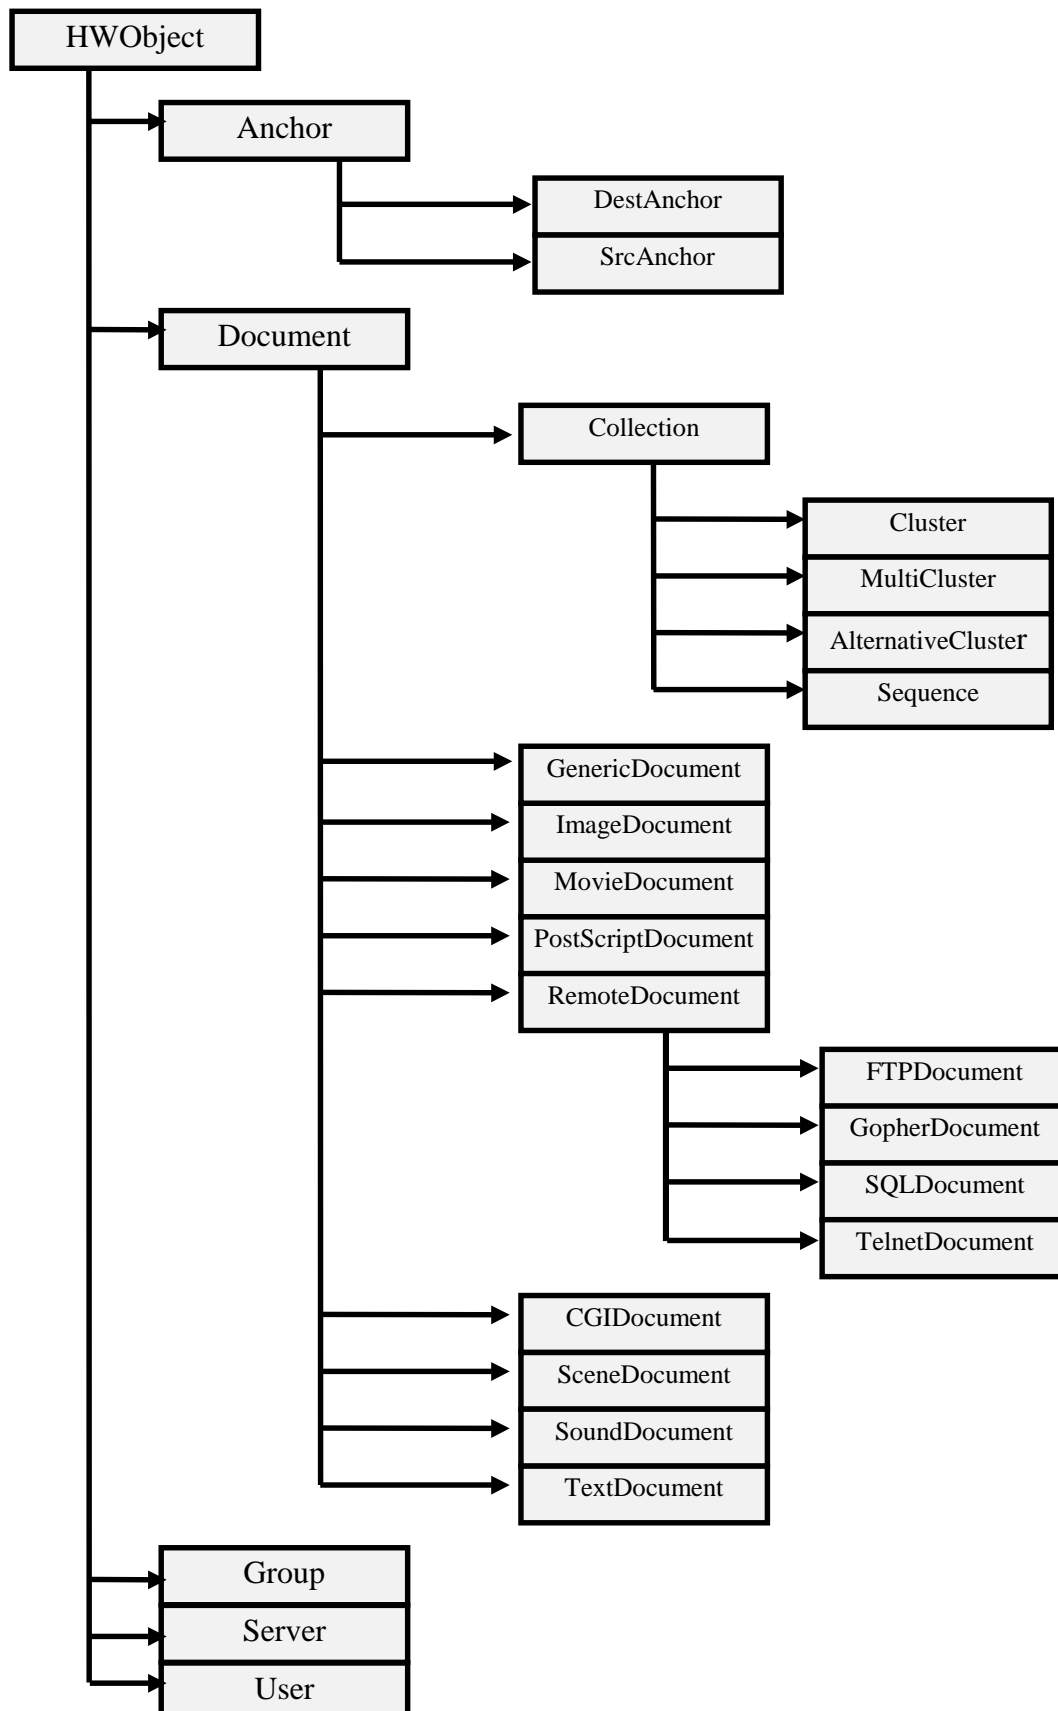 HWObject
Anchor
DestAnchor
SrcAnchor
Document
Collection
Cluster
MultiCluster
AlternativeCluster
Sequence
GenericDocument
ImageDocument
MovieDocument
PostScriptDocument
RemoteDocument
FTPDocument
GopherDocument
SQLDocument
TelnetDocument
CGIDocument
SceneDocument
SoundDocument
TextDocument
Group
Server
User